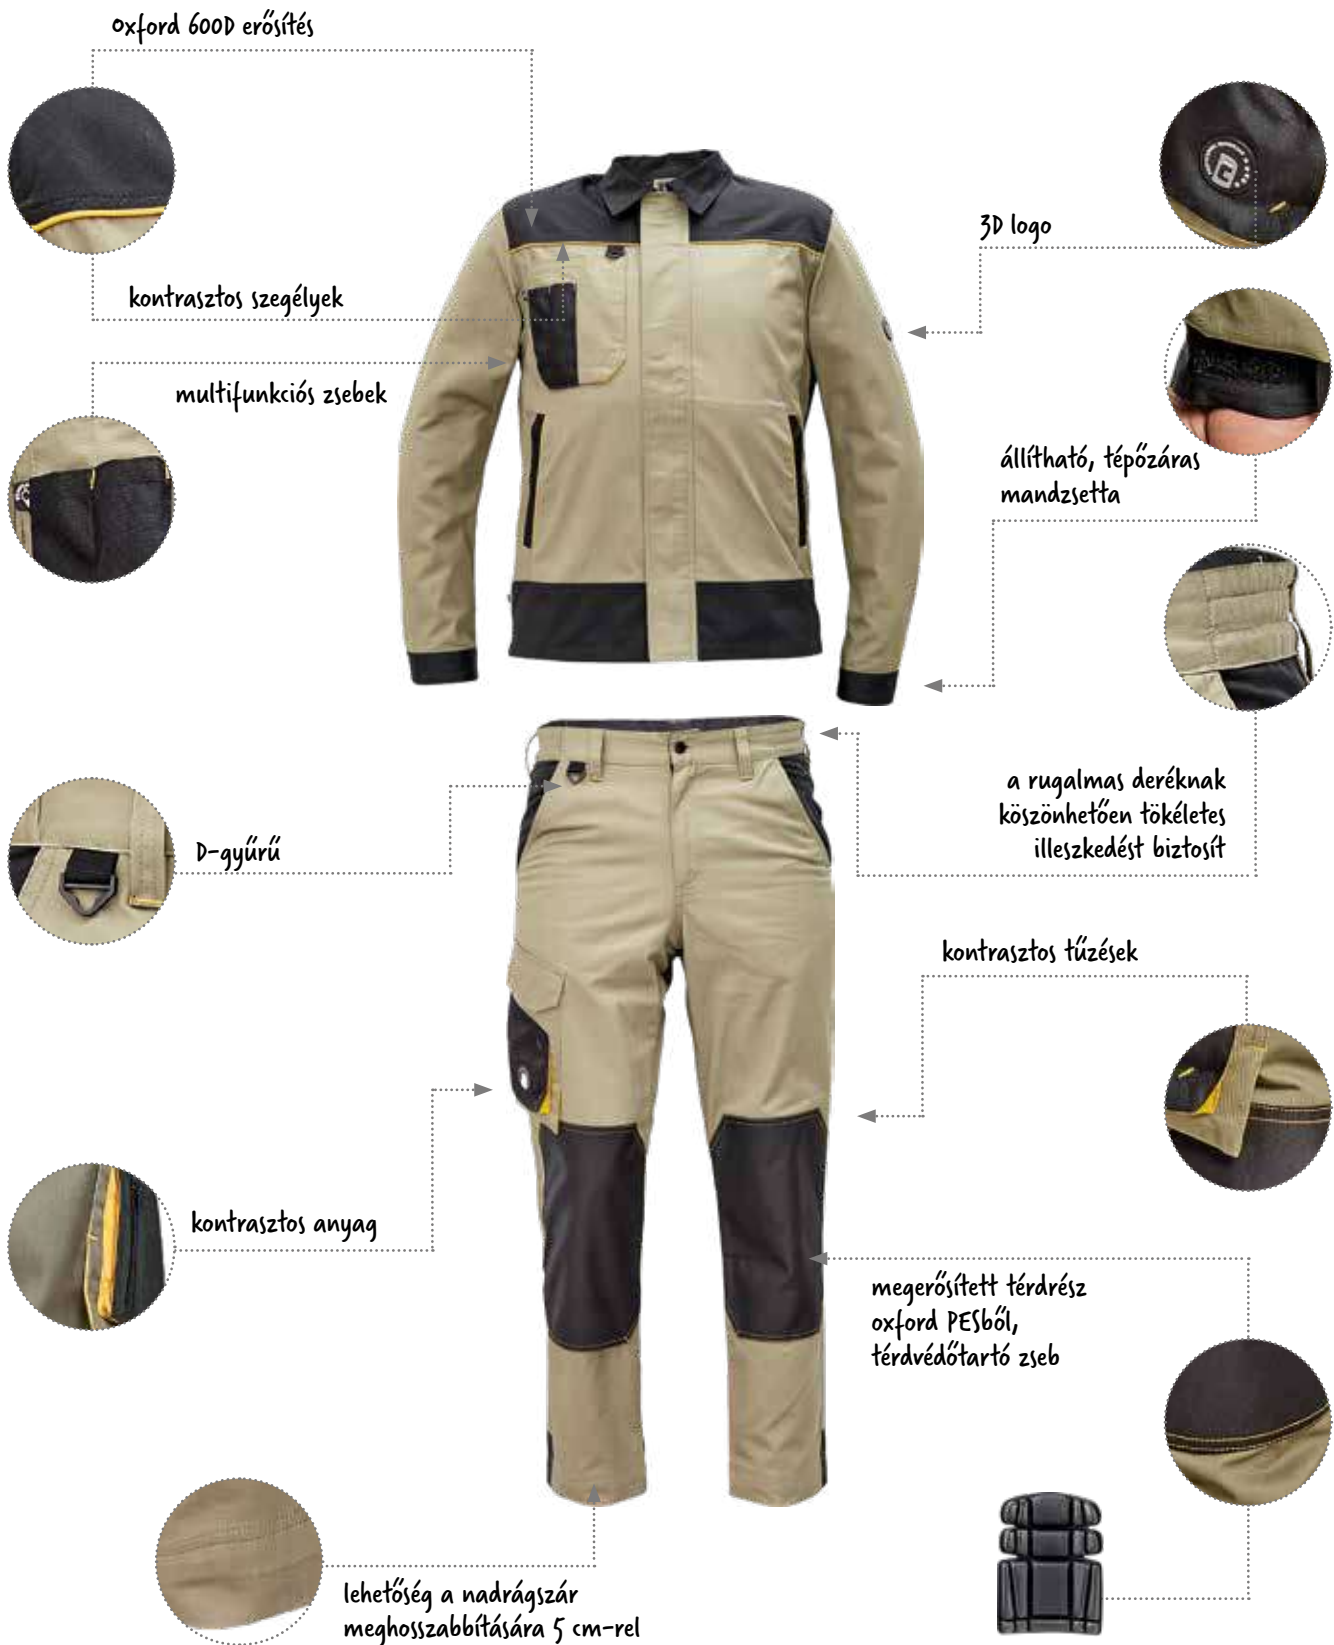 oxford 600D erősítés
3D logo
kontrasztos szegélyek
multifunkciós zsebek
állítható, tépőzáras
mandzsetta
a rugalmas deréknak
köszönhetően tökéletes
illeszkedést biztosít
D-gyűrű
kontrasztos tűzések
kontrasztos anyag
megerősített térdrész
oxford PESből,
térdvédőtartó zseb
lehetőség a nadrágszár
meghosszabbítására 5 cm-rel